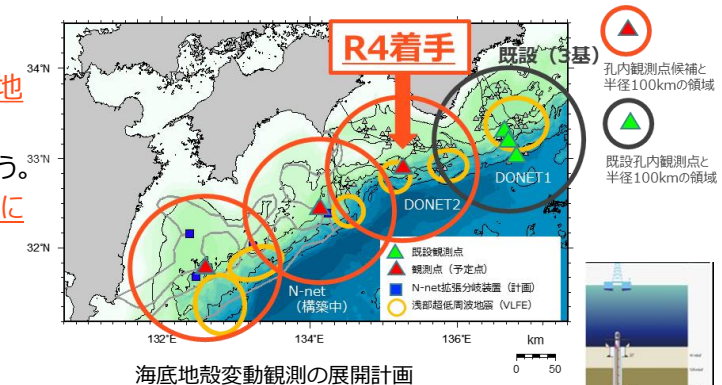 地
う。
に
R4着手
既設（3基）
34°N
33°N
32°N
DONET1
DONET2
N-net
（構築中）
既設観測点
観測点（予定点）
N-net拡張分岐装置（計画）
浅部超低周波地震（VLFE）
132°E
134°E
136°E
km
0
50
孔内観測点候補と
半径100kmの領域
既設孔内観測点と
半径100kmの領域
海底地殻変動観測の展開計画